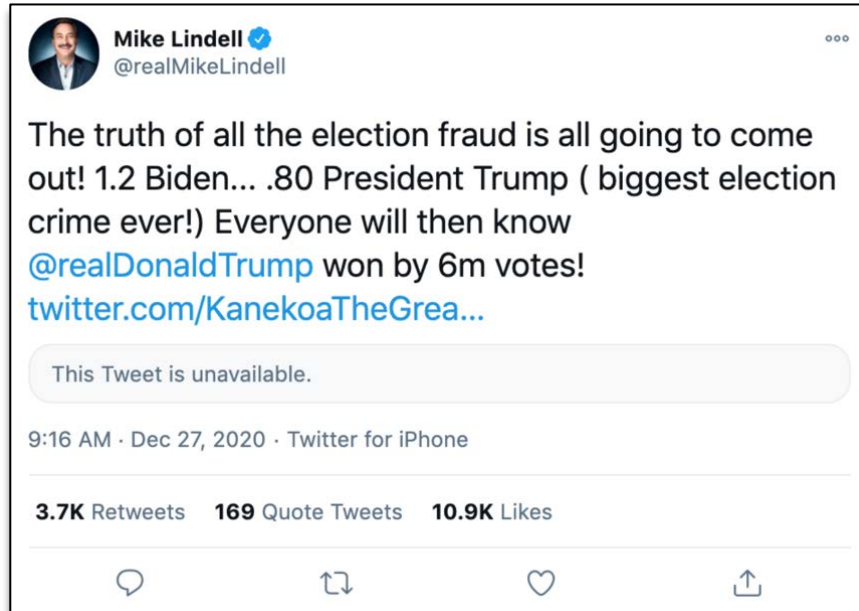 Mike Lindell
@realMikeLindell
The truth of all the election fraud is all going to come
out! 1.2 Biden... .80 President Trump ( biggest election
crime ever!) Everyone will then know
@realDonaldTrump won by 6m votes!
twitter.com/KanekoaTheGrea...
This Tweet is unavailable.
9:16 AM · Dec 27, 2020 · Twitter for iPhone
3.7K Retweets 169 Quote Tweets 10.9K Likes